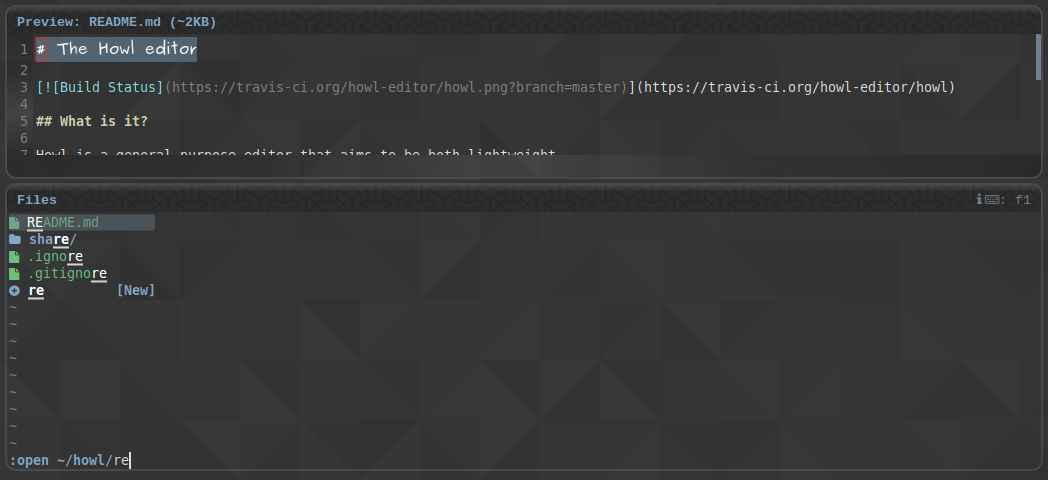 Preview: README.md (~2KB)
1 # The Howl editor
2
3 [![Build Status](https://travis-ci.org/howl-editor/howl.png?branch=master)](https://travis-ci.org/howl-editor/howl)
4
5 ## What is it?
6
7 Howl is a general purpose editor that aims to be both lightweight
Files
: f1
README.md
share/
.ignore
.gitignore
re [New]
~
~
~
~
~
~
~
~
~
:open ~/howl/re